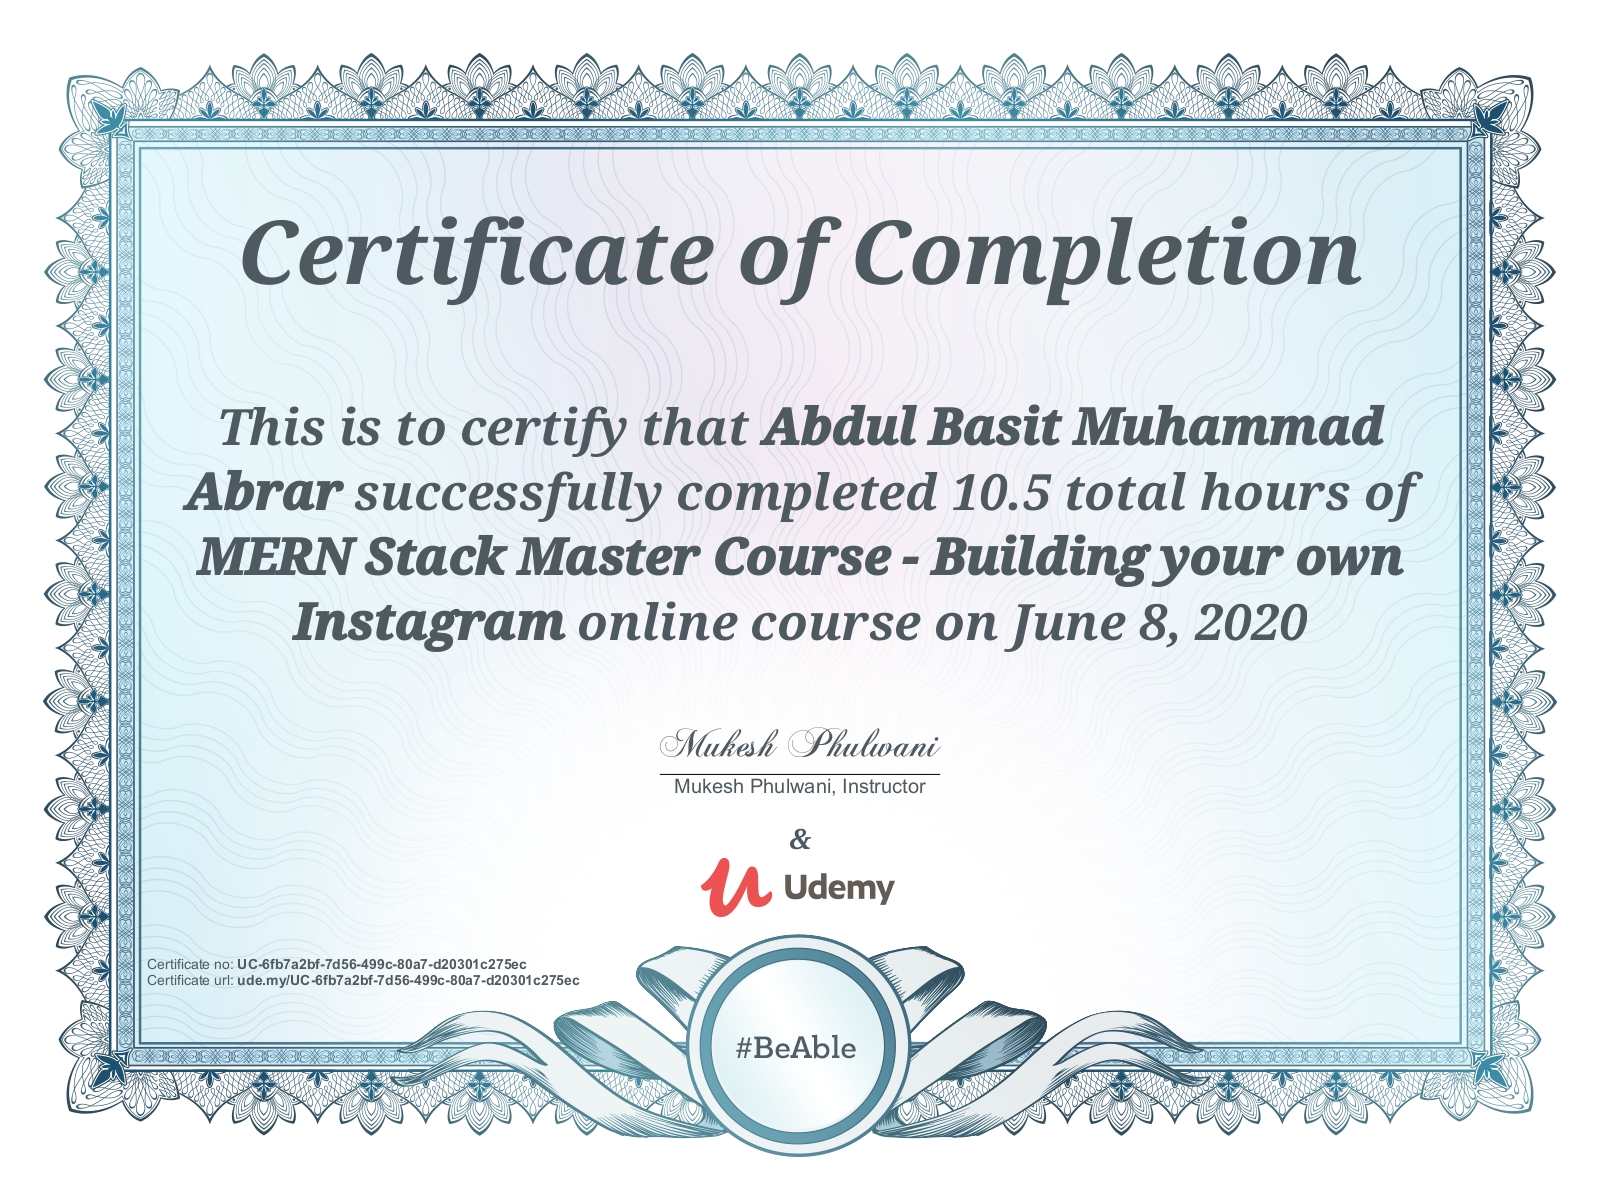 Certificate of Completion
This is to certify that Abdul Basit Muhammad
Abrar successfully completed 10.5 total hours of
MERN Stack Master Course - Building your own
Instagram online course on June 8, 2020
Mukesh Phulwani
Mukesh Phulwani, Instructor
&
Udemy
Certificate no: UC-6fb7a2bf-7d56-499c-80a7-d20301c275ec
Certificate url: ude.my/UC-6fb7a2bf-7d56-499c-80a7-d20301c275ec
#BeAble